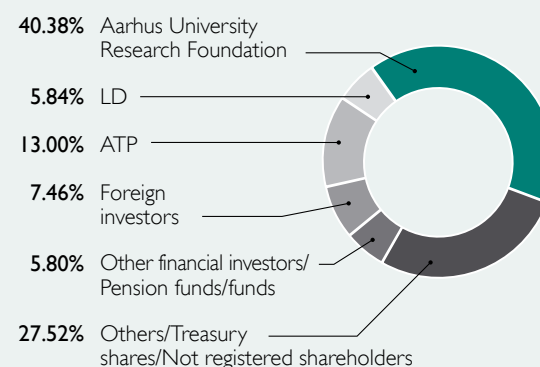 40.38% Aarhus University
Research Foundation
5.84% LD
13.00% ATP
7.46% Foreign
investors
5.80% Other financial investors/
Pension funds/funds
27.52% Others/Treasury
shares/Not registered shareholders